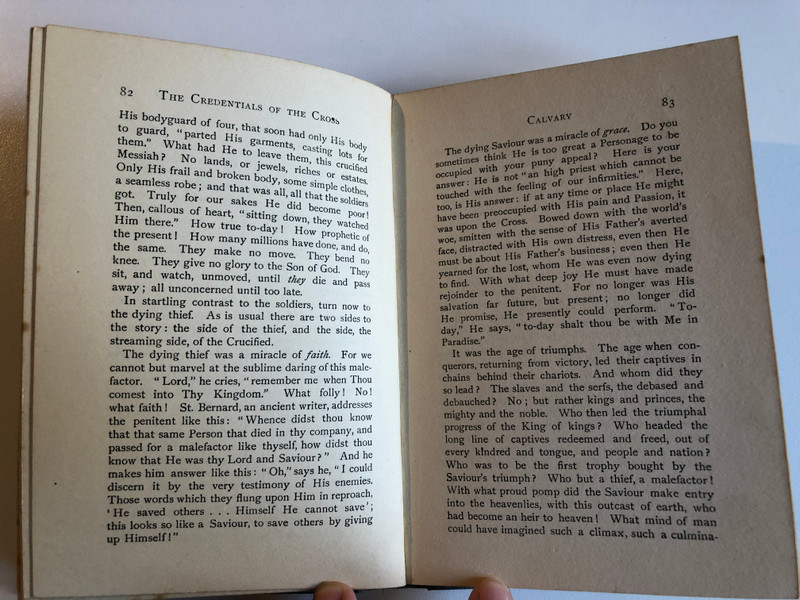 82 THE CREDENTIALS OF THE CROSS
His bodyguard of four, that soon had only His body
to guard, “parted His garments, casting lots for
them.” What had He to leave them, this crucified
Messiah? No lands, or jewels, riches or estates.
Only His frail and broken body, some simple clothes,
a seamless robe; and that was all, all that the soldiers
got. Truly for our sakes He did become poor!
Then, callous of heart, “sitting down, they watched
Him there.” How true to-day! How prophetic of
the present! How many millions have done, and do,
the same. They make no move. They bend no
knee. They give no glory to the Son of God. They
sit, and watch, unmoved, until they die and pass
away; all unconcerned until too late.
In startling contrast to the soldiers, turn now to
the dying thief. As is usual there are two sides to
the story: the side of the thief, and the side, the
streaming side, of the Crucified.
The dying thief was a miracle of faith. For we
cannot but marvel at the sublime daring of this male-
factor. “Lord,” he cries, “remember me when Thou
comest into Thy Kingdom.” What folly! No!
what faith! St. Bernard, an ancient writer, addresses
the penitent like this: “Whence didst thou know
that that same Person that died in thy company, and
passed for a malefactor like thyself, how didst thou
know that He was thy Lord and Saviour?” And he
makes him answer like this: “Oh,” says he, “I could
discern it by the very testimony of His enemies.
Those words which they flung upon Him in reproach,
‘He saved others . . . Himself He cannot save’;
this looks so like a Saviour, to save others by giving
up Himself!”
CALVARY 83
The dying Saviour was a miracle of grace. Do you
sometimes think He is too great a Personage to be
occupied with your puny appeal? Here is your
answer: He is not “an high priest which cannot be
touched with the feeling of our infirmities.” Here,
too, is His answer: if at any time or place He might
have been preoccupied with His pain and Passion, it
was upon the Cross. Bowed down with the world’s
woe, smitten with the sense of His Father’s averted
face, distracted with His own distress, even then He
must be about His Father’s business; even then He
yearned for the lost, whom He was even now dying
to find. With what deep joy He must have made
rejoinder to the penitent. For no longer was His
salvation far future, but present; no longer did
He promise, He presently could perform. “To-
day,” He says, “to-day shalt thou be with Me in
Paradise.”
It was the age of triumphs. The age when con-
querors, returning from victory, led their captives in
chains behind their chariots. And whom did they
so lead? The slaves and the serfs, the debased and
debauched? No; but rather kings and princes, the
mighty and the noble. Who then led the triumphal
progress of the King of kings? Who headed the
long line of captives redeemed and freed, out of
every kindred and tongue, and people and nation?
Who was to be the first trophy bought by the
Saviour’s triumph? Who but a thief, a malefactor!
With what proud pomp did the Saviour make entry
into the heavenlies, with this outcast of earth, who
had become an heir to heaven! What mind of man
could have imagined such a climax, such a culmina-